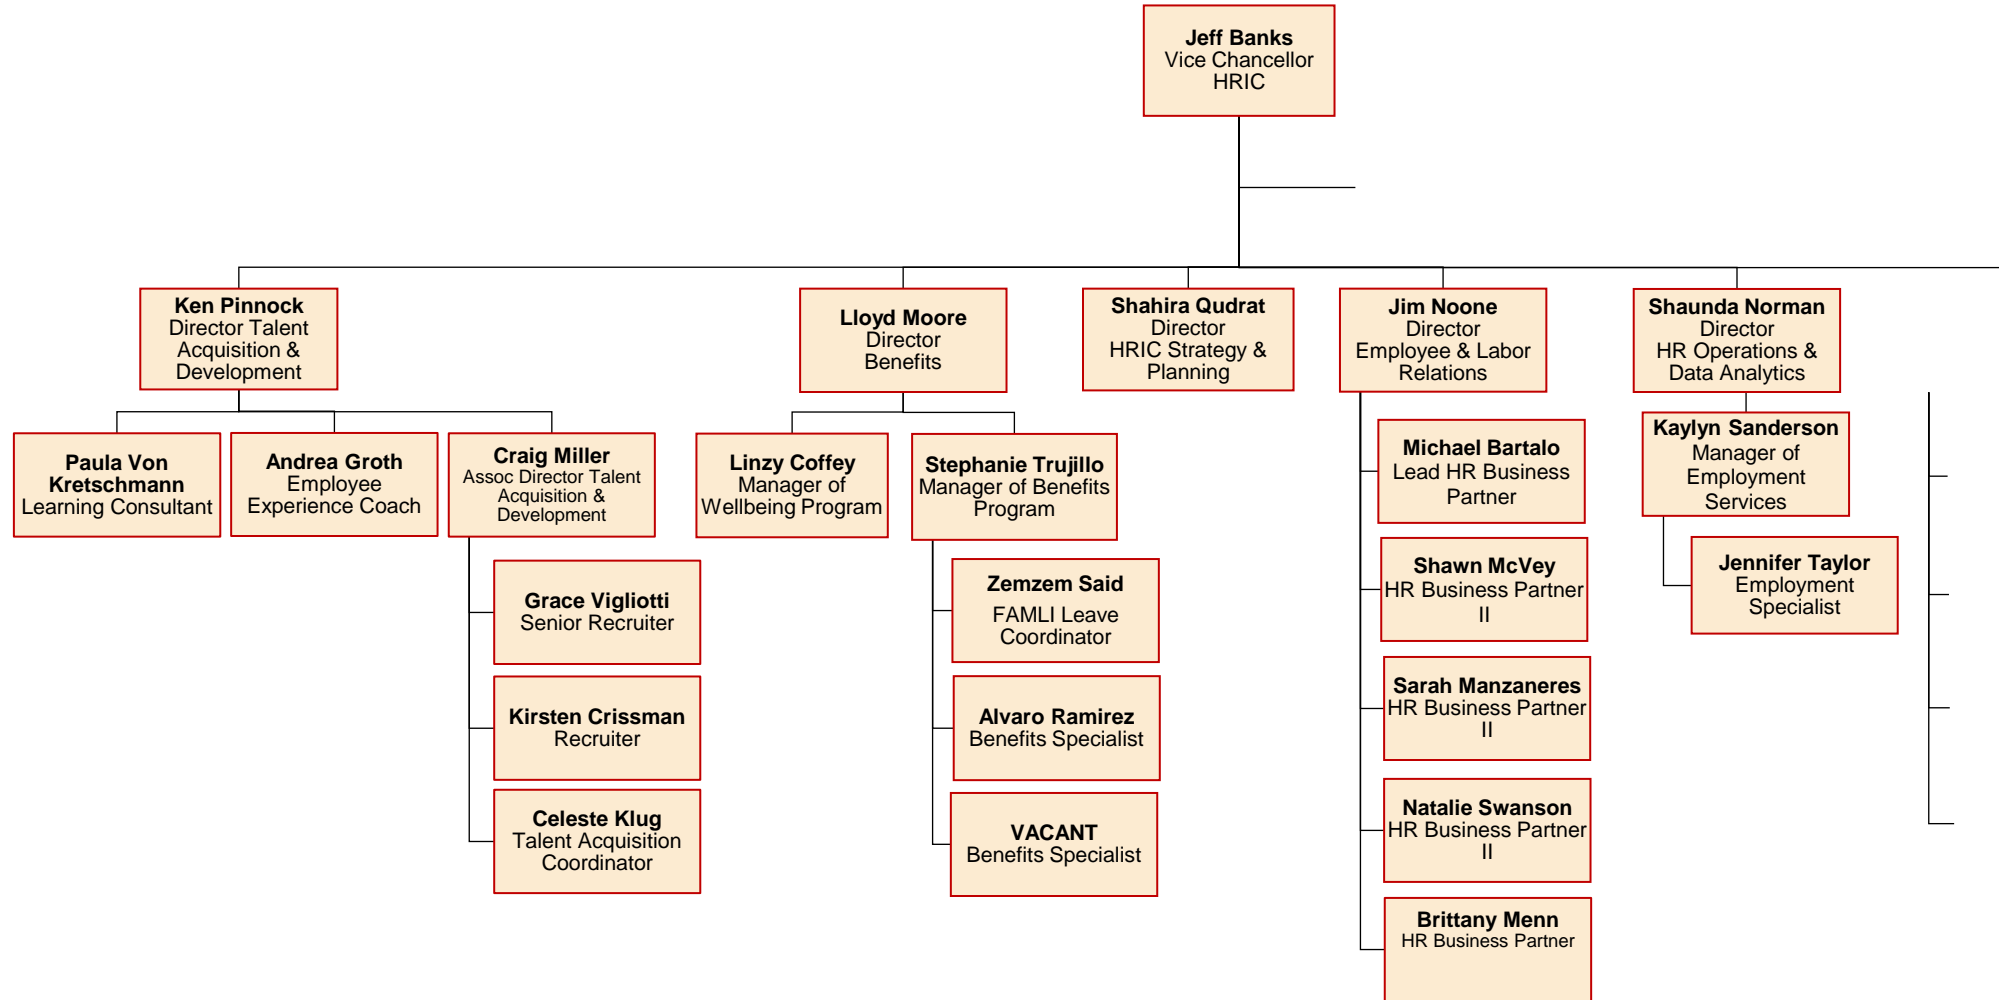 Jeff Banks
Vice Chancellor
HRIC
Ken Pinnock
Director Talent
Acquisition &
Development
Lloyd Moore
Director
Benefits
Shahira Qudrat
Director
HRIC Strategy &
Planning
Jim Noone
Director
Employee & Labor
Relations
Shaunda Norman
Director
HR Operations &
Data Analytics
Paula Von
Kretschmann
Learning Consultant
Andrea Groth
Employee
Experience Coach
Craig Miller
Assoc Director Talent
Acquisition &
Development
Grace Vigliotti
Senior Recruiter
Kirsten Crissman
Recruiter
Celeste Klug
Talent Acquisition
Coordinator
Linzy Coffey
Manager of
Wellbeing Program
Stephanie Trujillo
Manager of Benefits
Program
Zemzem Said
FAMLI Leave
Coordinator
Alvaro Ramirez
Benefits Specialist
VACANT
Benefits Specialist
Michael Bartalo
Lead HR Business
Partner
Shawn McVey
HR Business Partner
II
Sarah Manzaneres
HR Business Partner
II
Natalie Swanson
HR Business Partner
II
Brittany Menn
HR Business Partner
Kaylyn Sanderson
Manager of
Employment
Services
Jennifer Taylor
Employment
Specialist